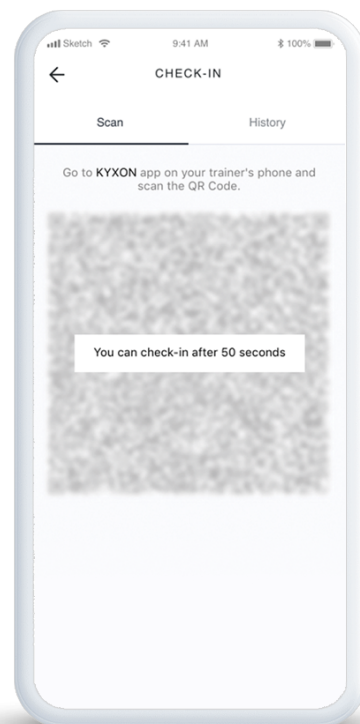 Sketch 9:41 AM 100%
CHECK-IN
Scan History
Go to KYXON app on your trainer's phone and
scan the QR Code.
You can check-in after 50 seconds